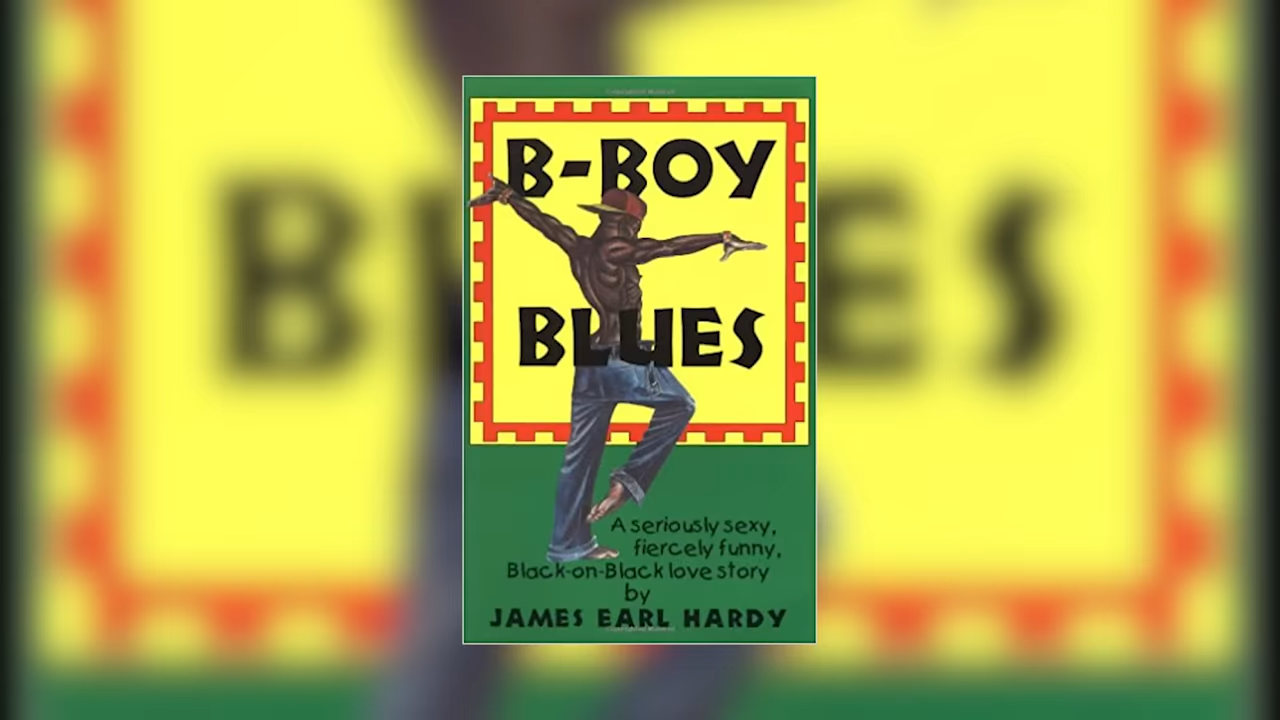 B-BOY
BLUES
A seriously sexy,
fiercely funny,
Black-on-Black love story
by
JAMES EARL HARDY